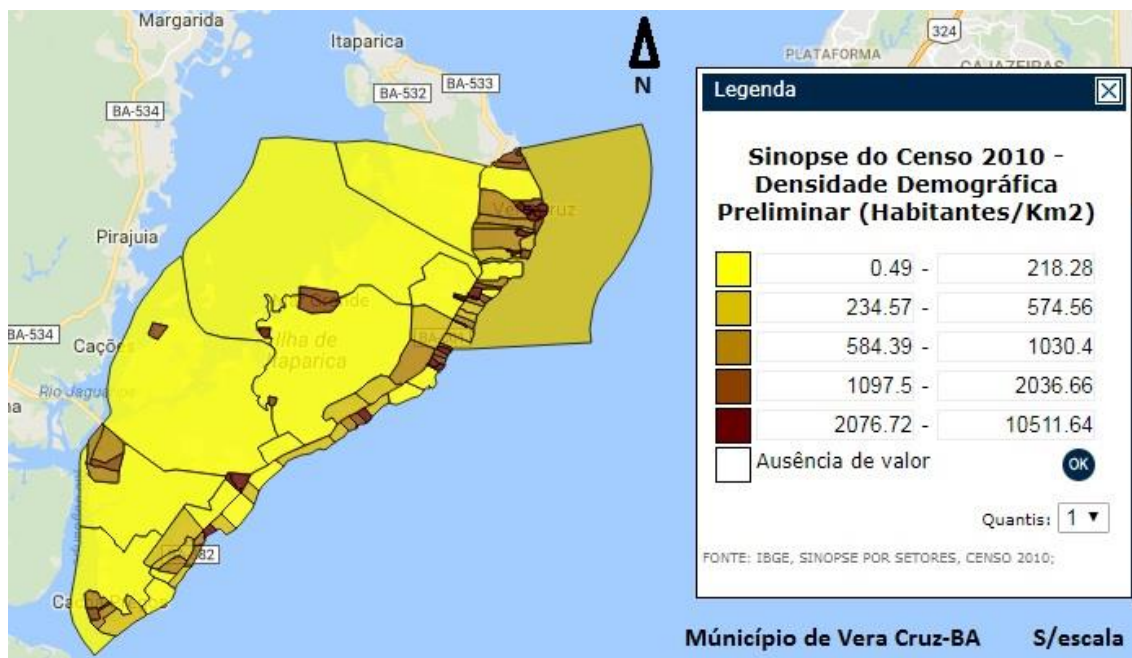 Margarida
Itaparica
324
PLATAFORMA
CAJAZEIRAS
N
BA-532
BA-533
BA-534
Legenda
Sinopse do Censo 2010 -
Densidade Demográfica
Preliminar (Habitantes/Km2)
0.49 - 218.28
234.57 - 574.56
584.39 - 1030.4
1097.5 - 2036.66
2076.72 - 10511.64
Ausência de valor
OK
Quantis: 1
FONTE: IBGE, SINOPSE POR SETORES, CENSO 2010;
Pirajuia
Grande
Ilha de
Itaparica
BA-534
Cações
Rio Jaguaripe
82
Múnicípio de Vera Cruz-BA S/escala